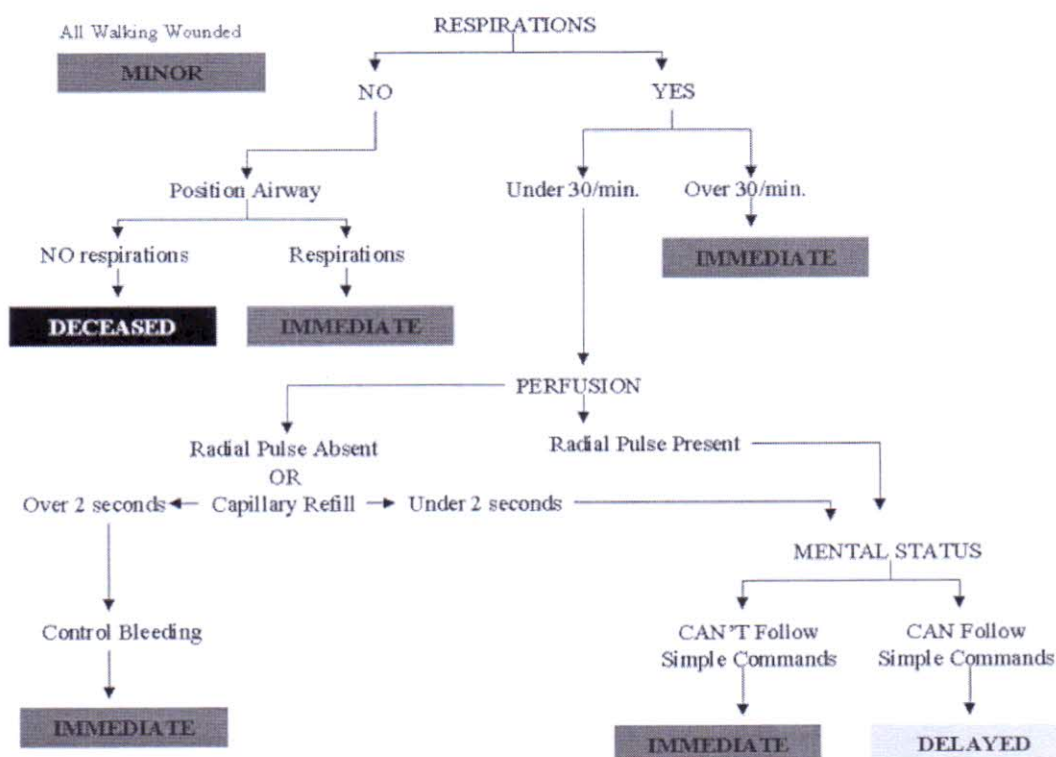 All Walking Wounded
MINOR
RESPIRATIONS
NO
YES
Position Airway
Under 30/min.
Over 30/min.
NO respirations
Respirations
IMMEDIATE
DECEASED
IMMEDIATE
PERFUSION
Radial Pulse Absent
Radial Pulse Present
OR
Over 2 seconds
Capillary Refill
Under 2 seconds
MENTAL STATUS
Control Bleeding
CAN'T Follow
Simple Commands
CAN Follow
Simple Commands
IMMEDIATE
IMMEDIATE
DELAYED